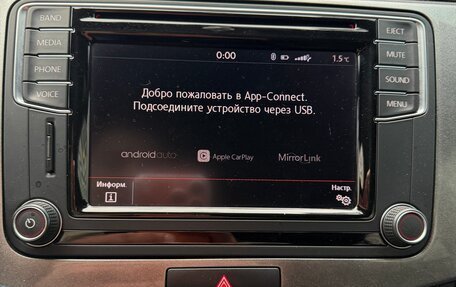 BAND
MEDIA
PHONE
VOICE
0:00
1.5°C
Добро пожаловать в App-Connect.
Подсоедините устройство через USB.
androidauto
Apple CarPlay
MirrorLink
Информ.
i
Настр.
EJECT
MUTE
SOUND
MENU